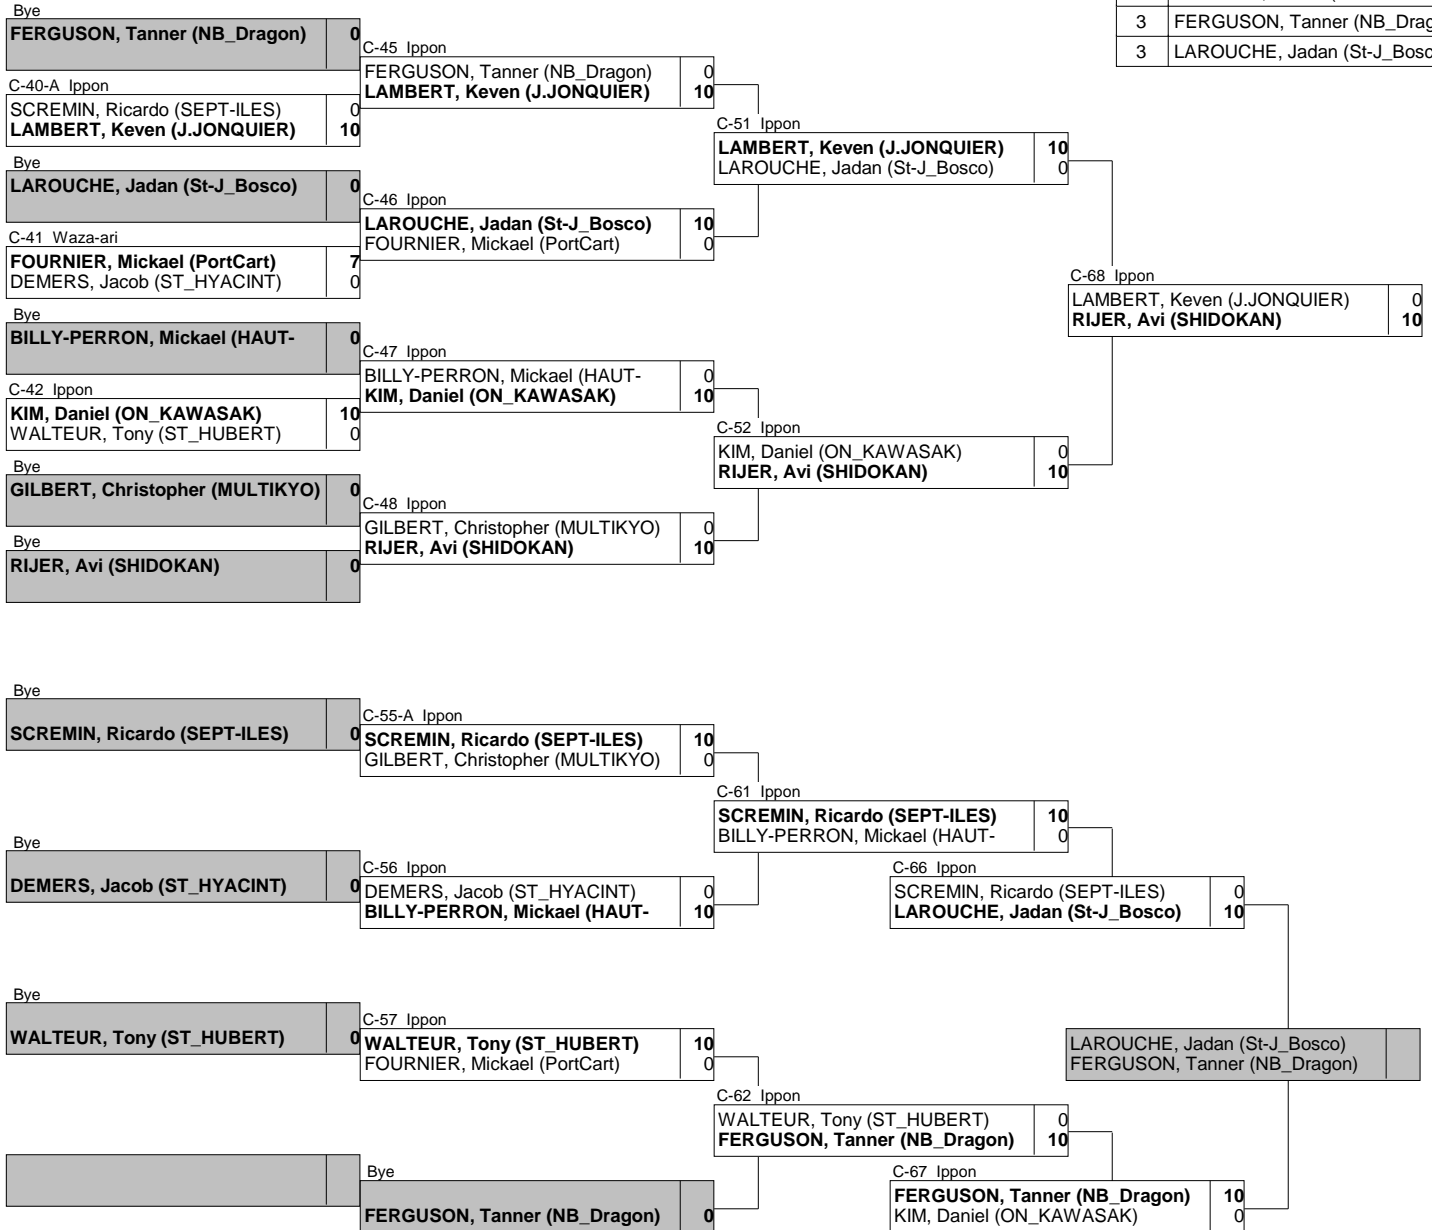 3 FERGUSON, Tanner (NB_Drag
3 LAROUCHE, Jadan (St-J_Bosc
Bye
FERGUSON, Tanner (NB_Dragon) 0
C-40-A Ippon
SCREMIN, Ricardo (SEPT-ILES) 0
LAMBERT, Keven (J.JONQUIER) 10
Bye
LAROUCHE, Jadan (St-J_Bosco) 0
C-41 Waza-ari
FOURNIER, Mickael (PortCart) 7
DEMERS, Jacob (ST_HYACINT) 0
Bye
BILLY-PERRON, Mickael (HAUT- 0
C-42 Ippon
KIM, Daniel (ON_KAWASAK) 10
WALTEUR, Tony (ST_HUBERT) 0
Bye
GILBERT, Christopher (MULTIKYO) 0
Bye
RIJER, Avi (SHIDOKAN) 0
C-45 Ippon
FERGUSON, Tanner (NB_Dragon) 0
LAMBERT, Keven (J.JONQUIER) 10
C-46 Ippon
LAROUCHE, Jadan (St-J_Bosco) 10
FOURNIER, Mickael (PortCart) 0
C-47 Ippon
BILLY-PERRON, Mickael (HAUT- 0
KIM, Daniel (ON_KAWASAK) 10
C-48 Ippon
GILBERT, Christopher (MULTIKYO) 0
RIJER, Avi (SHIDOKAN) 10
C-51 Ippon
LAMBERT, Keven (J.JONQUIER) 10
LAROUCHE, Jadan (St-J_Bosco) 0
C-52 Ippon
KIM, Daniel (ON_KAWASAK) 0
RIJER, Avi (SHIDOKAN) 10
C-68 Ippon
LAMBERT, Keven (J.JONQUIER) 0
RIJER, Avi (SHIDOKAN) 10
Bye
SCREMIN, Ricardo (SEPT-ILES) 0
Bye
DEMERS, Jacob (ST_HYACINT) 0
Bye
WALTEUR, Tony (ST_HUBERT) 0
C-55-A Ippon
SCREMIN, Ricardo (SEPT-ILES) 10
GILBERT, Christopher (MULTIKYO) 0
C-56 Ippon
DEMERS, Jacob (ST_HYACINT) 0
BILLY-PERRON, Mickael (HAUT- 10
C-57 Ippon
WALTEUR, Tony (ST_HUBERT) 10
FOURNIER, Mickael (PortCart) 0
Bye
FERGUSON, Tanner (NB_Dragon) 0
C-61 Ippon
SCREMIN, Ricardo (SEPT-ILES) 10
BILLY-PERRON, Mickael (HAUT- 0
C-62 Ippon
WALTEUR, Tony (ST_HUBERT) 0
FERGUSON, Tanner (NB_Dragon) 10
C-66 Ippon
SCREMIN, Ricardo (SEPT-ILES) 0
LAROUCHE, Jadan (St-J_Bosco) 10
C-67 Ippon
FERGUSON, Tanner (NB_Dragon) 10
KIM, Daniel (ON_KAWASAK) 0
LAROUCHE, Jadan (St-J_Bosco)
FERGUSON, Tanner (NB_Dragon)